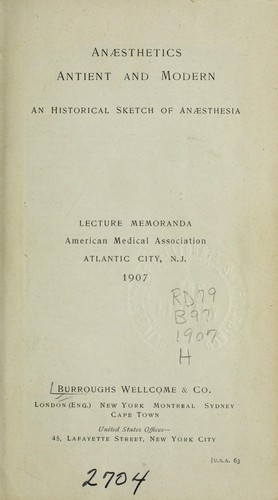 ANÆSTHETICS
ANTIENT AND MODERN
AN HISTORICAL SKETCH OF ANÆSTHESIA
LECTURE MEMORANDA
American Medical Association
ATLANTIC CITY, N.J.
1907
RD79
B97
1907
H
BURROUGHS WELLCOME & CO.
LONDON (ENG.) NEW YORK MONTREAL SYDNEY
CAPE TOWN
United States Offices—
45, LAFAYETTE STREET, NEW YORK CITY
[U.S.A. 63
2704